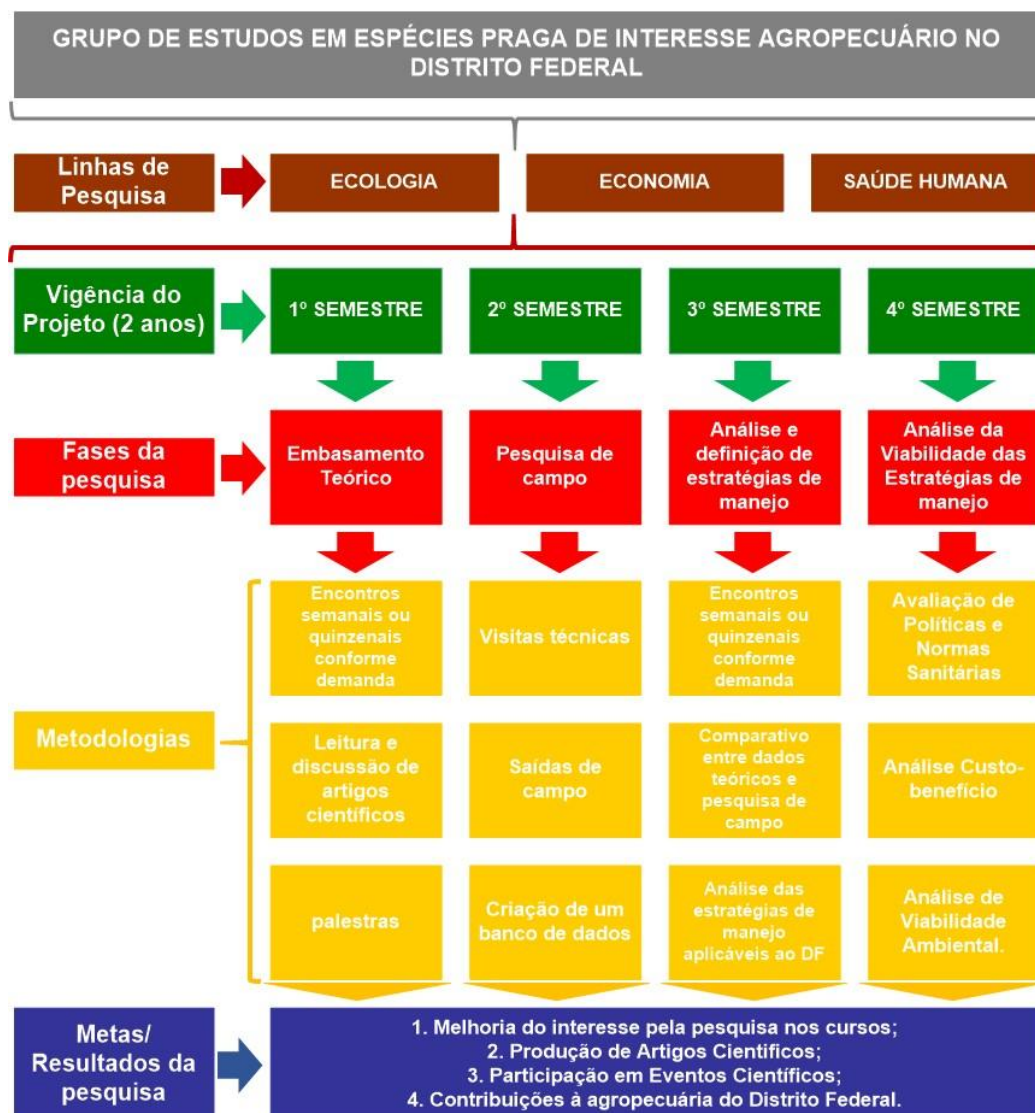 GRUPO DE ESTUDOS EM ESPÉCIES PRAGA DE INTERESSE AGROPECUÁRIO NO
DISTRITO FEDERAL
Linhas de
Pesquisa
ECOLOGIA
ECONOMIA
SAÚDE HUMANA
Vigência do
Projeto (2 anos)
1º SEMESTRE
2º SEMESTRE
3º SEMESTRE
4º SEMESTRE
Fases da
pesquisa
Embasamento
Teórico
Pesquisa de
campo
Análise e
definição de
estratégias de
manejo
Análise da
Viabilidade das
Estratégias de
manejo
Metodologias
Encontros
semanais ou
quinzenais
conforme
demanda
Visitas técnicas
Encontros
semanais ou
quinzenais
conforme
demanda
Avaliação de
Políticas e
Normas
Sanitárias
Leitura e
discussão de
artigos
científicos
Saídas de
campo
Comparativo
entre dados
teóricos e
pesquisa de
campo
Análise Custo-
benefício
palestras
Criação de um
banco de dados
Análise das
estratégias de
manejo
aplicáveis ao DF
Análise de
Viabilidade
Ambiental.
Metas/
Resultados da
pesquisa
1. Melhoria do interesse pela pesquisa nos cursos;
2. Produção de Artigos Cientificos;
3. Participação em Eventos Científicos;
4. Contribuições à agropecuária do Distrito Federal.